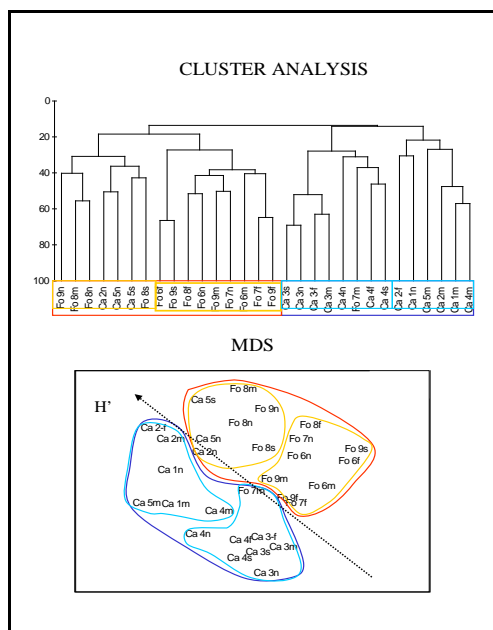 CLUSTER ANALYSIS
0
20
40
60
80
100
Fo 9n
Fo 8m
Fo 8n
Ca 2n
Ca 5n
Ca 5s
Fo 8s
Fo 6f
Fo 9s
Fo 8f
Fo 6n
Fo 9m
Fo 7n
Fo 6m
Fo 7f
Fo 9f
Ca 3s
Ca 3n
Ca 3-f
Ca 3m
Ca 4n
Fo 7m
Ca 4f
Ca 4s
Ca 2-f
Ca 1n
Ca 5m
Ca 2m
Ca 1m
Ca 4m
MDS
H'
Fo 8m
Ca 5s
Fo 9n
Fo 8n
Fo 8f
Ca 2-f
Ca 2m
Ca 5n
Fo 7n
Fo 8s
Fo 9s
Ca 2n
Fo 6n
Fo 6f
Ca 1n
Fo 9m
Fo 6m
Fo 7m
Fo 9f
Fo 7f
Ca 5m
Ca 1m
Ca 4m
Ca 4n
Ca 4f
Ca 3-f
Ca 3m
Ca 3s
Ca 4s
Ca 3n